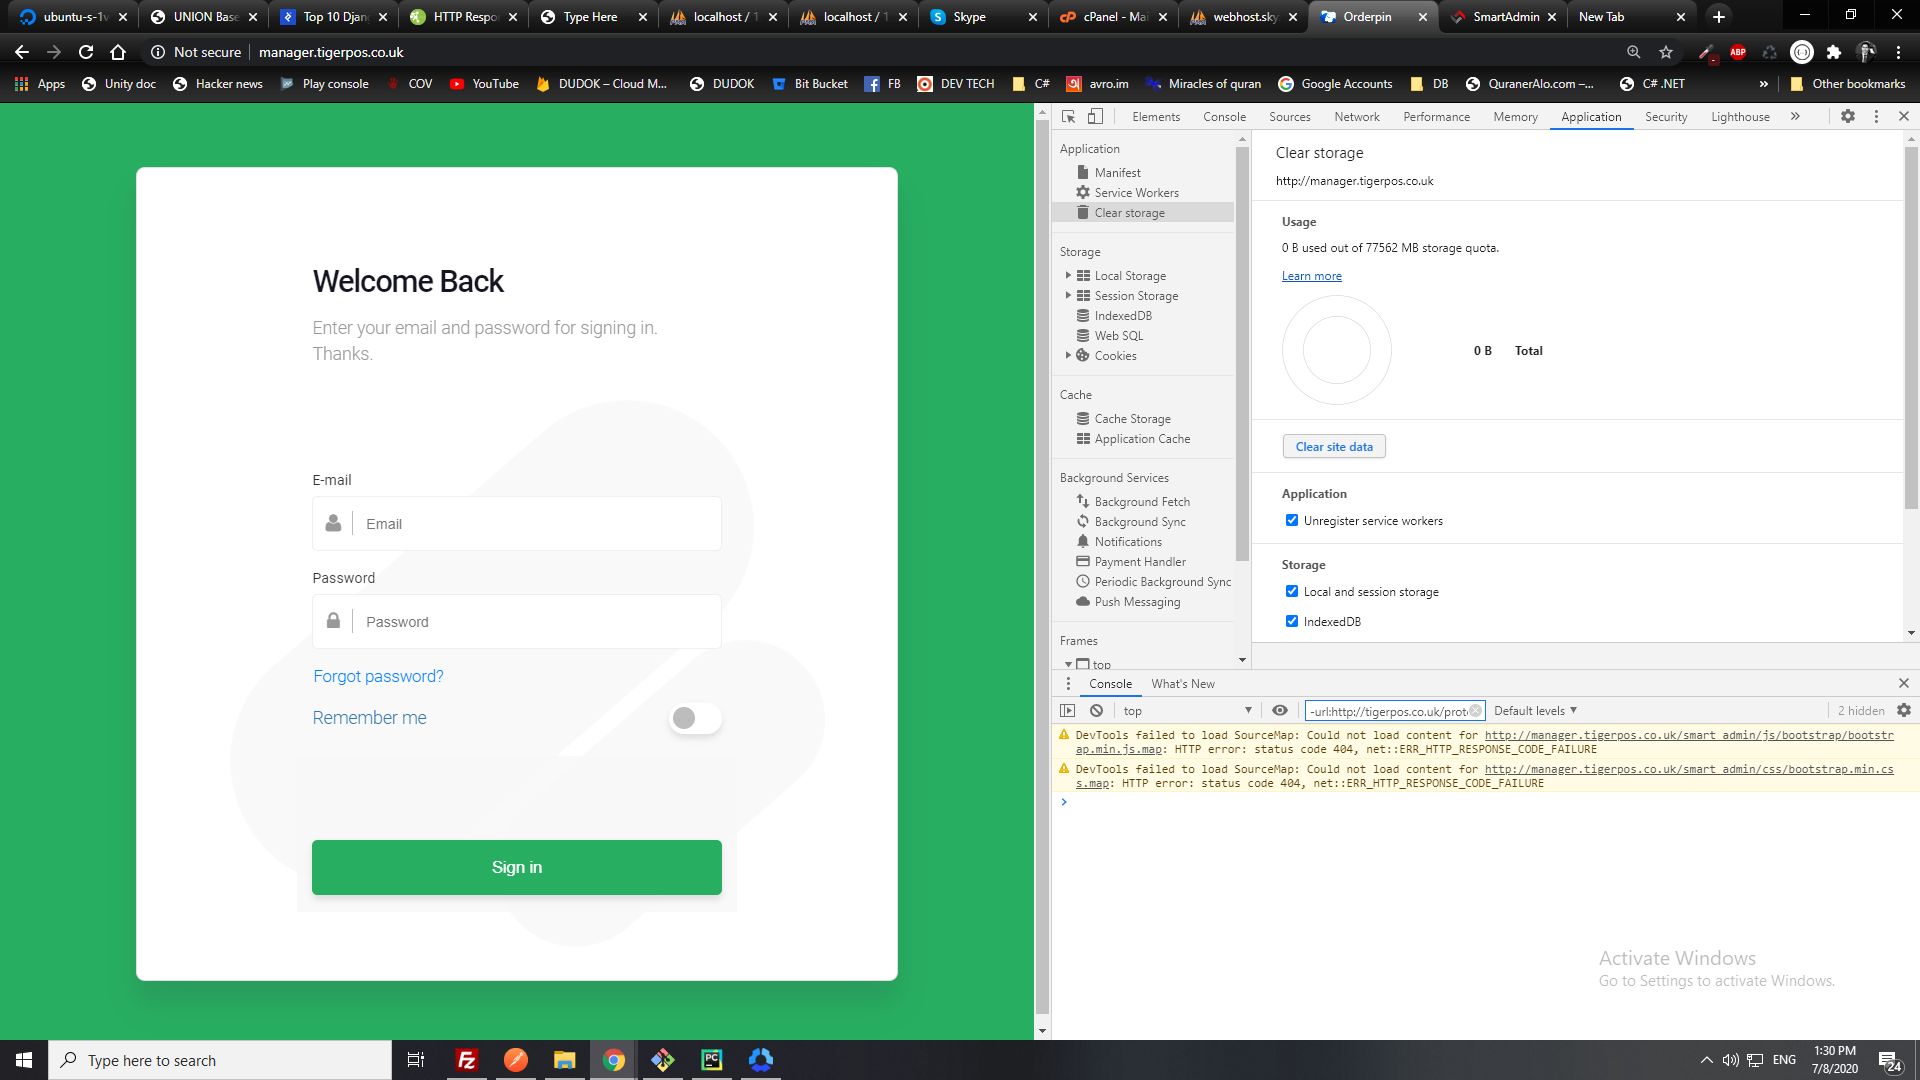 ubuntu-s-1v
UNION Base
Top 10 Djan
HTTP Respon
Type Here
localhost / 1
localhost / 1
Skype
cPanel - Mai
webhost.sky
Orderpin
SmartAdmin
New Tab
Not secure
manager.tigerpos.co.uk
ABP
Apps
Unity doc
Hacker news
Play console
COV
YouTube
DUDOK – Cloud M...
DUDOK
Bit Bucket
FB
DEV TECH
C#
avro.im
Miracles of quran
Google Accounts
DB
QuranerAlo.com –...
C# .NET
»
Other bookmarks
Welcome Back
Enter your email and password for signing in.
Thanks.
E-mail
Email
Password
Password
Forgot password?
Remember me
Sign in
Elements
Console
Sources
Network
Performance
Memory
Application
Security
Lighthouse
»
Application
Manifest
Service Workers
Clear storage
Storage
Local Storage
Session Storage
IndexedDB
Web SQL
Cookies
Cache
Cache Storage
Application Cache
Background Services
Background Fetch
Background Sync
Notifications
Payment Handler
Periodic Background Sync
Push Messaging
Frames
top
Clear storage
http://manager.tigerpos.co.uk
Usage
0 B used out of 77562 MB storage quota.
Learn more
0 B Total
Clear site data
Application
Unregister service workers
Storage
Local and session storage
IndexedDB
Console
What's New
top
-url:http://tigerpos.co.uk/prot
Default levels
2 hidden
DevTools failed to load SourceMap: Could not load content for http://manager.tigerpos.co.uk/smart_admin/js/bootstrap/bootstr
ap.min.js.map: HTTP error: status code 404, net::ERR_HTTP_RESPONSE_CODE_FAILURE
DevTools failed to load SourceMap: Could not load content for http://manager.tigerpos.co.uk/smart_admin/css/bootstrap.min.cs
s.map: HTTP error: status code 404, net::ERR_HTTP_RESPONSE_CODE_FAILURE
Activate Windows
Go to Settings to activate Windows.
Type here to search
Fz
PC
ENG
1:30 PM
7/8/2020
24